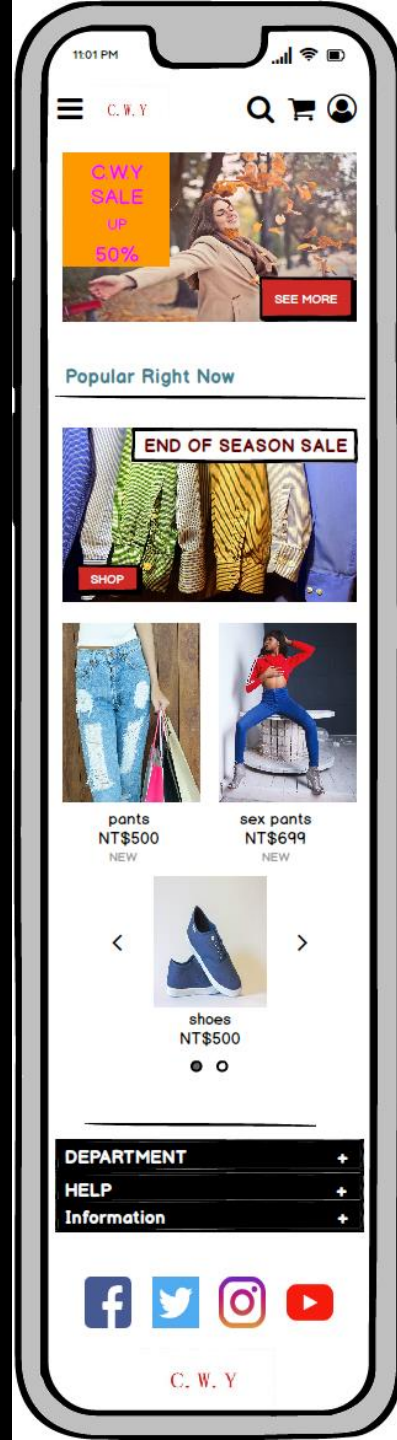 11:01 PM
C.W.Y
C.W.Y
SALE
UP
50%
SEE MORE
Popular Right Now
END OF SEASON SALE
SHOP
pants
NT$500
NEW
sex pants
NT$699
NEW
shoes
NT$500
DEPARTMENT +
HELP +
Information +
C. W. Y